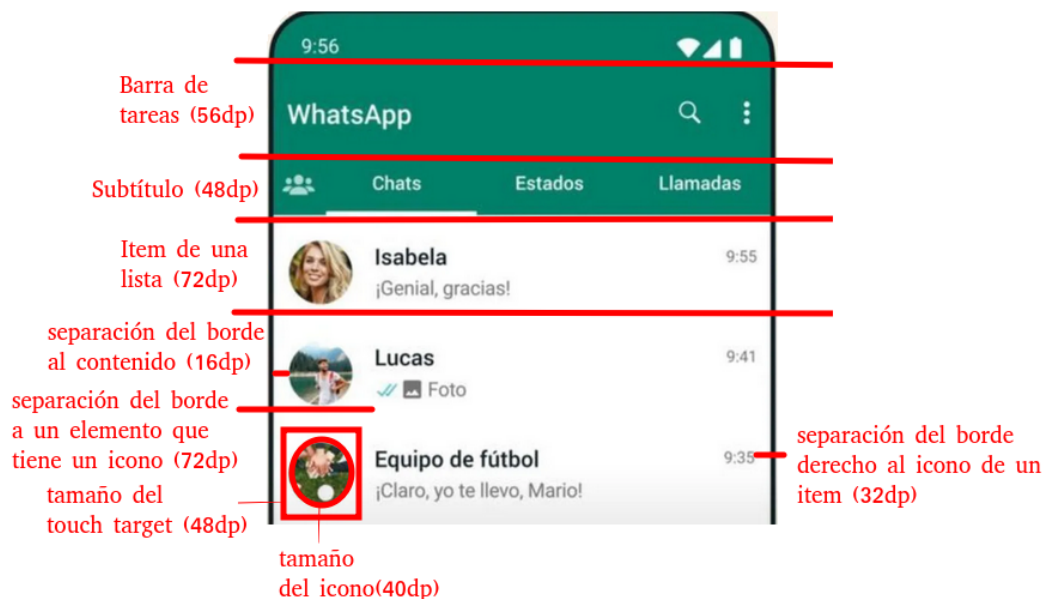 9:56
Barra de
tareas (56dp)
WhatsApp
Subtítulo (48dp)
Chats Estados Llamadas
Item de una
lista (72dp)
Isabela 9:55
¡Genial, gracias!
separación del borde
al contenido (16dp)
Lucas 9:41
Foto
separación del borde
a un elemento que
tiene un icono (72dp)
Equipo de fútbol 9:35
¡Claro, yo te llevo, Mario!
separación del borde
derecho al icono de un
item (32dp)
tamaño del
touch target (48dp)
tamaño
del icono(40dp)